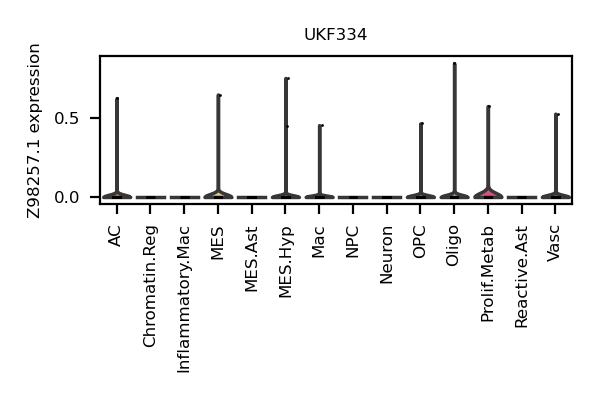 UKF334
Z98257.1 expression
0.5
0.0
AC
Chromatin.Reg
Inflammatory.Mac
MES
MES.Ast
MES.Hyp
Mac
NPC
Neuron
OPC
Oligo
Prolif.Metab
Reactive.Ast
Vasc